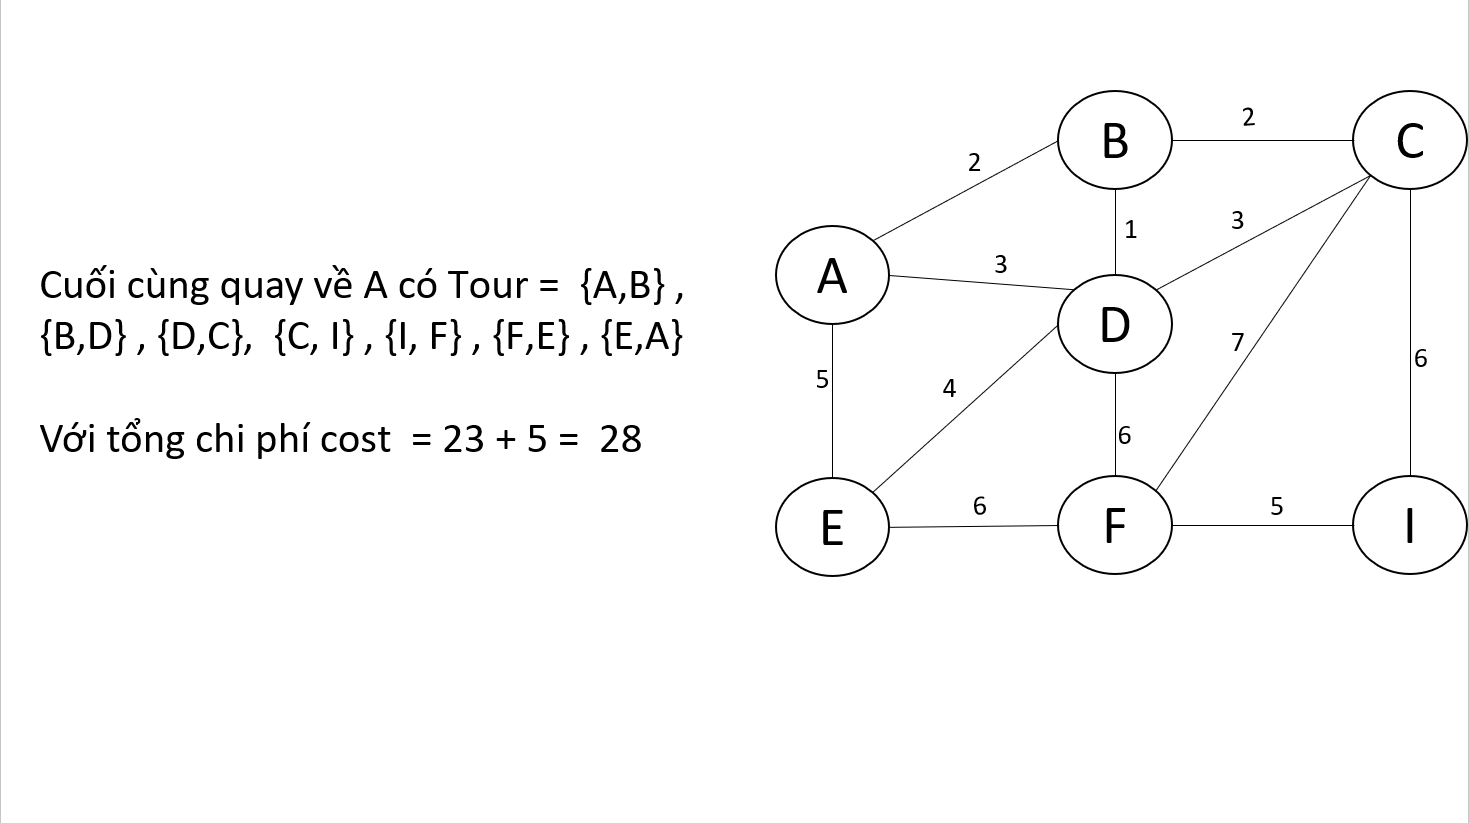 Cuối cùng quay về A có Tour = {A,B} ,
{B,D} , {D,C}, {C, I} , {I, F} , {F,E} , {E,A}
Với tổng chi phí cost = 23 + 5 = 28
B
2
C
2
1
3
A
3
D
7
5
4
6
6
E
6
F
5
I